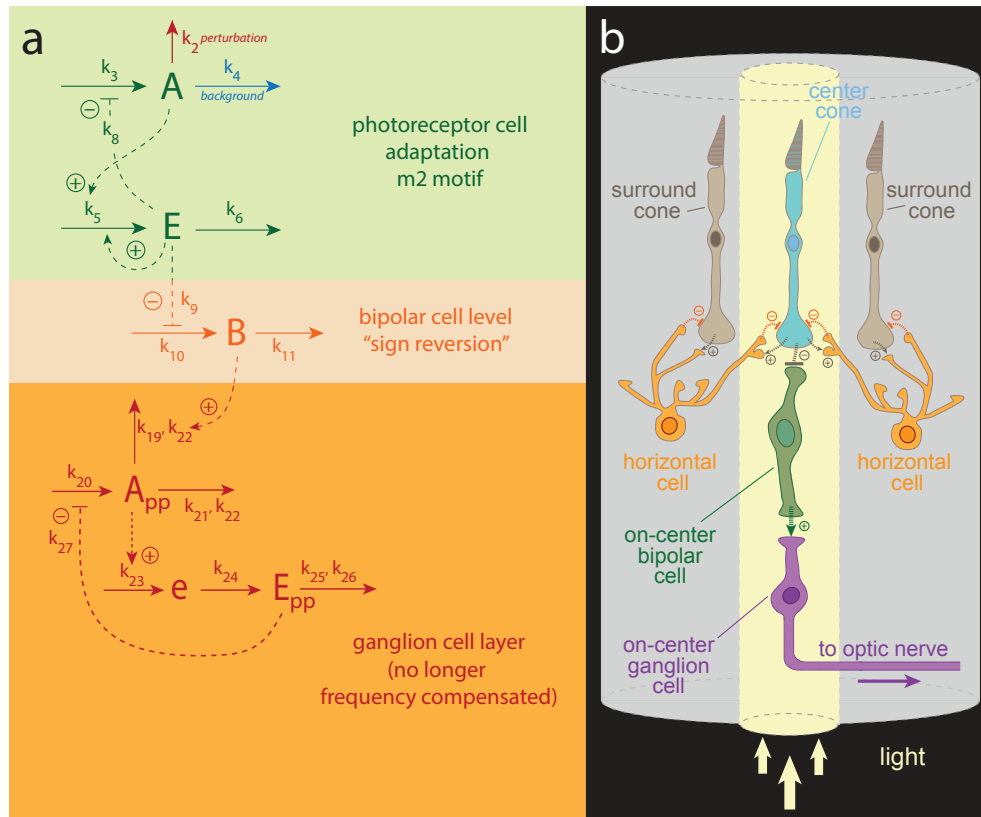 a
k2 perturbation
k3
A
k4
background
⊖
k8
photoreceptor cell
adaptation
m2 motif
⊕
k5
E
k6
⊕
⊖
k9
k10
B
k11
bipolar cell level
"sign reversion"
⊕
k19, k22
k20
App
k21, k22
⊖
k27
⊕
k23
e
k24
Epp
k25, k26
ganglion cell layer
(no longer
frequency compensated)
b
center
cone
surround
cone
surround
cone
⊖
⊖
⊖
⊖
⊕
⊕
⊖
⊕
⊕
horizontal
cell
horizontal
cell
on-center
bipolar
cell
⊕
on-center
ganglion
cell
to optic nerve
light